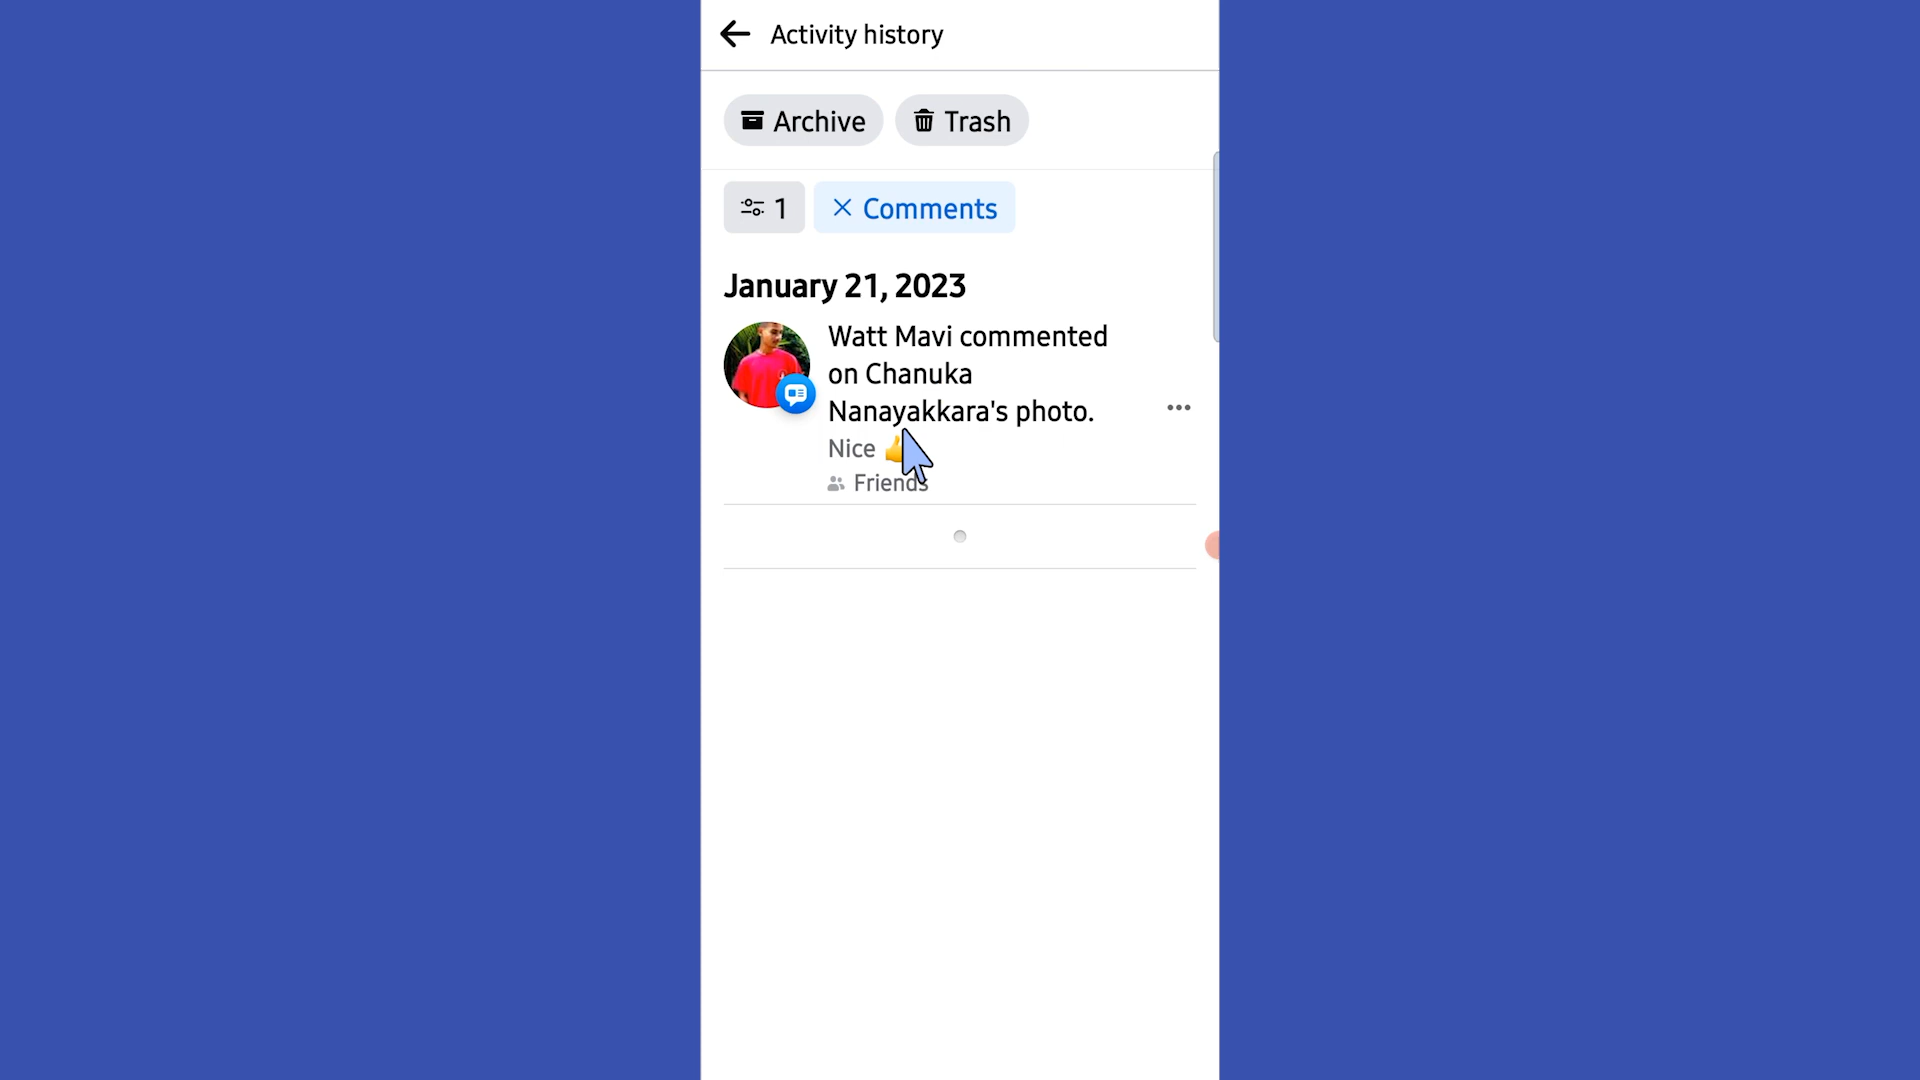 Activity history
Archive
Trash
1
Comments
January 21, 2023
Watt Mavi commented
on Chanuka
Nanayakkara's photo.
Nice 👍
Friends